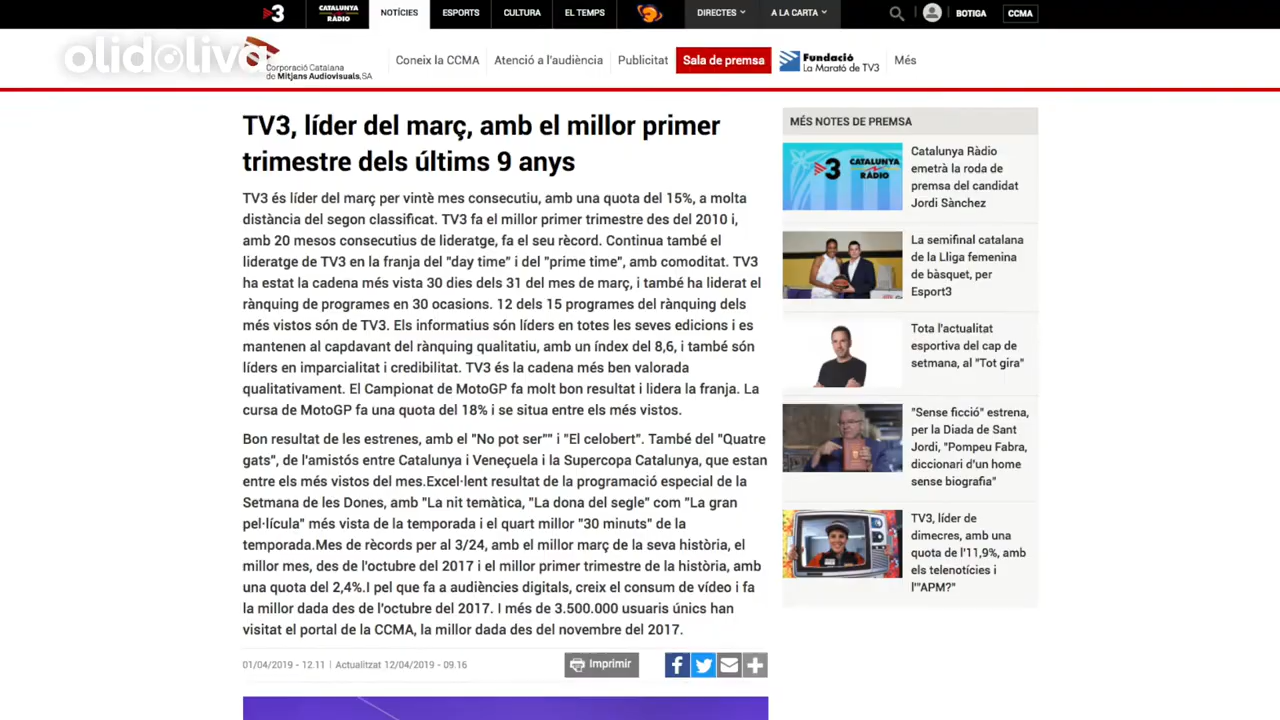 3
CATALUNYA
RÀDIO
NOTÍCIES
ESPORTS
CULTURA
EL TEMPS
DIRECTES
A LA CARTA
BOTIGA
CCMA
olidoliva
Corporació Catalana
de Mitjans Audiovisuals, SA
Coneix la CCMA
Atenció a l'audiència
Publicitat
Sala de premsa
Fundació
La Marató de TV3
Més
TV3, líder del març, amb el millor primer
trimestre dels últims 9 anys
TV3 és líder del març per vintè mes consecutiu, amb una quota del 15%, a molta
distància del segon classificat. TV3 fa el millor primer trimestre des del 2010 i,
amb 20 mesos consecutius de lideratge, fa el seu rècord. Continua també el
lideratge de TV3 en la franja del "day time" i del "prime time", amb comoditat. TV3
ha estat la cadena més vista 30 dies dels 31 del mes de març, i també ha liderat el
rànquing de programes en 30 ocasions. 12 dels 15 programes del rànquing dels
més vistos són de TV3. Els informatius són líders en totes les seves edicions i es
mantenen al capdavant del rànquing qualitatiu, amb un índex del 8,6, i també són
líders en imparcialitat i credibilitat. TV3 és la cadena més ben valorada
qualitativament. El Campionat de MotoGP fa molt bon resultat i lidera la franja. La
cursa de MotoGP fa una quota del 18% i se situa entre els més vistos.
Bon resultat de les estrenes, amb el "No pot ser"" i "El celobert". També del "Quatre
gats", de l'amistós entre Catalunya i Veneçuela i la Supercopa Catalunya, que estan
entre els més vistos del mes.Excel·lent resultat de la programació especial de la
Setmana de les Dones, amb "La nit temàtica, "La dona del segle" com "La gran
pel·lícula" més vista de la temporada i el quart millor "30 minuts" de la
temporada.Mes de rècords per al 3/24, amb el millor març de la seva història, el
millor mes, des de l'octubre del 2017 i el millor primer trimestre de la història, amb
una quota del 2,4%.I pel que fa a audiències digitals, creix el consum de vídeo i fa
la millor dada des de l'octubre del 2017. I més de 3.500.000 usuaris únics han
visitat el portal de la CCMA, la millor dada des del novembre del 2017.
01/04/2019 - 12.11 | Actualitzat 12/04/2019 - 09.16
Imprimir
MÉS NOTES DE PREMSA
3
CATALUNYA
RÀDIO
Catalunya Ràdio
emetrà la roda de
premsa del candidat
Jordi Sànchez
La semifinal catalana
de la Lliga femenina
de bàsquet, per
Esport3
Tota l'actualitat
esportiva del cap de
setmana, al "Tot gira"
"Sense ficció" estrena,
per la Diada de Sant
Jordi, "Pompeu Fabra,
diccionari d'un home
sense biografia"
TV3, líder de
dimecres, amb una
quota de l'11,9%, amb
els telenotícies i
l'"APM?"